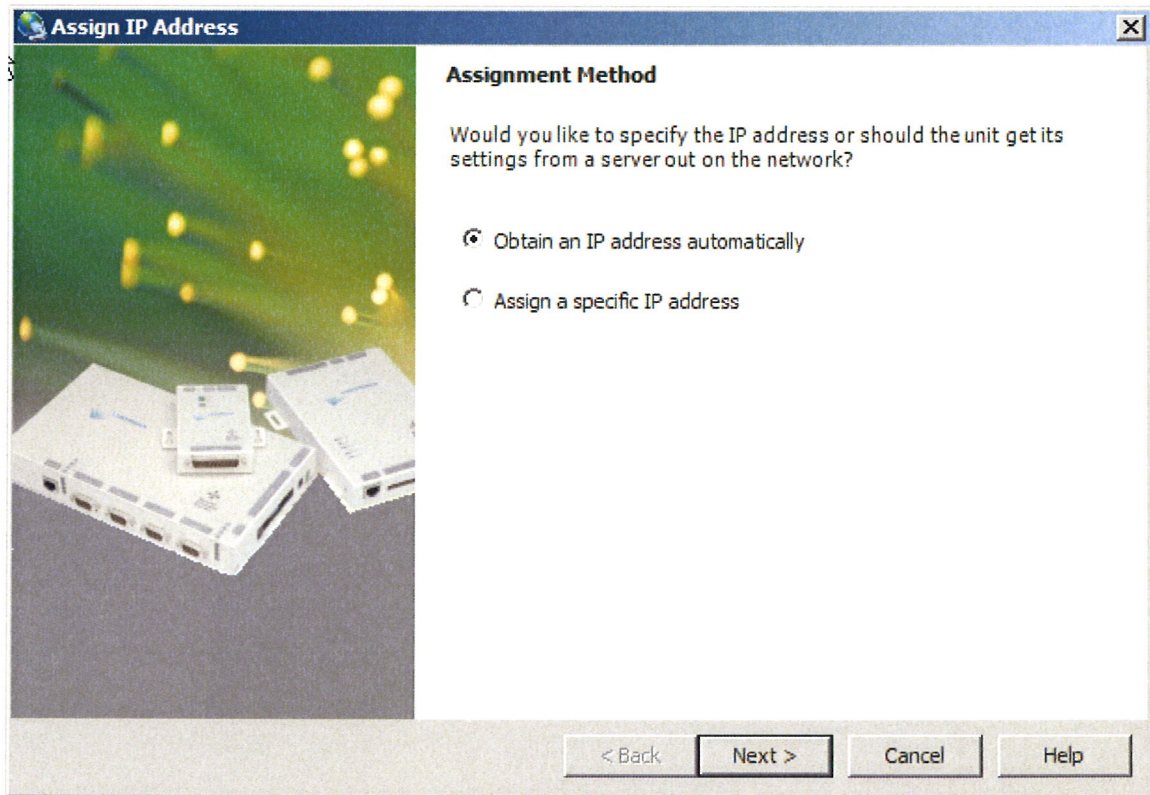 Assign IP Address
Assignment Method
Would you like to specify the IP address or should the unit get its
settings from a server out on the network?
Obtain an IP address automatically
Assign a specific IP address
< Back
Next >
Cancel
Help